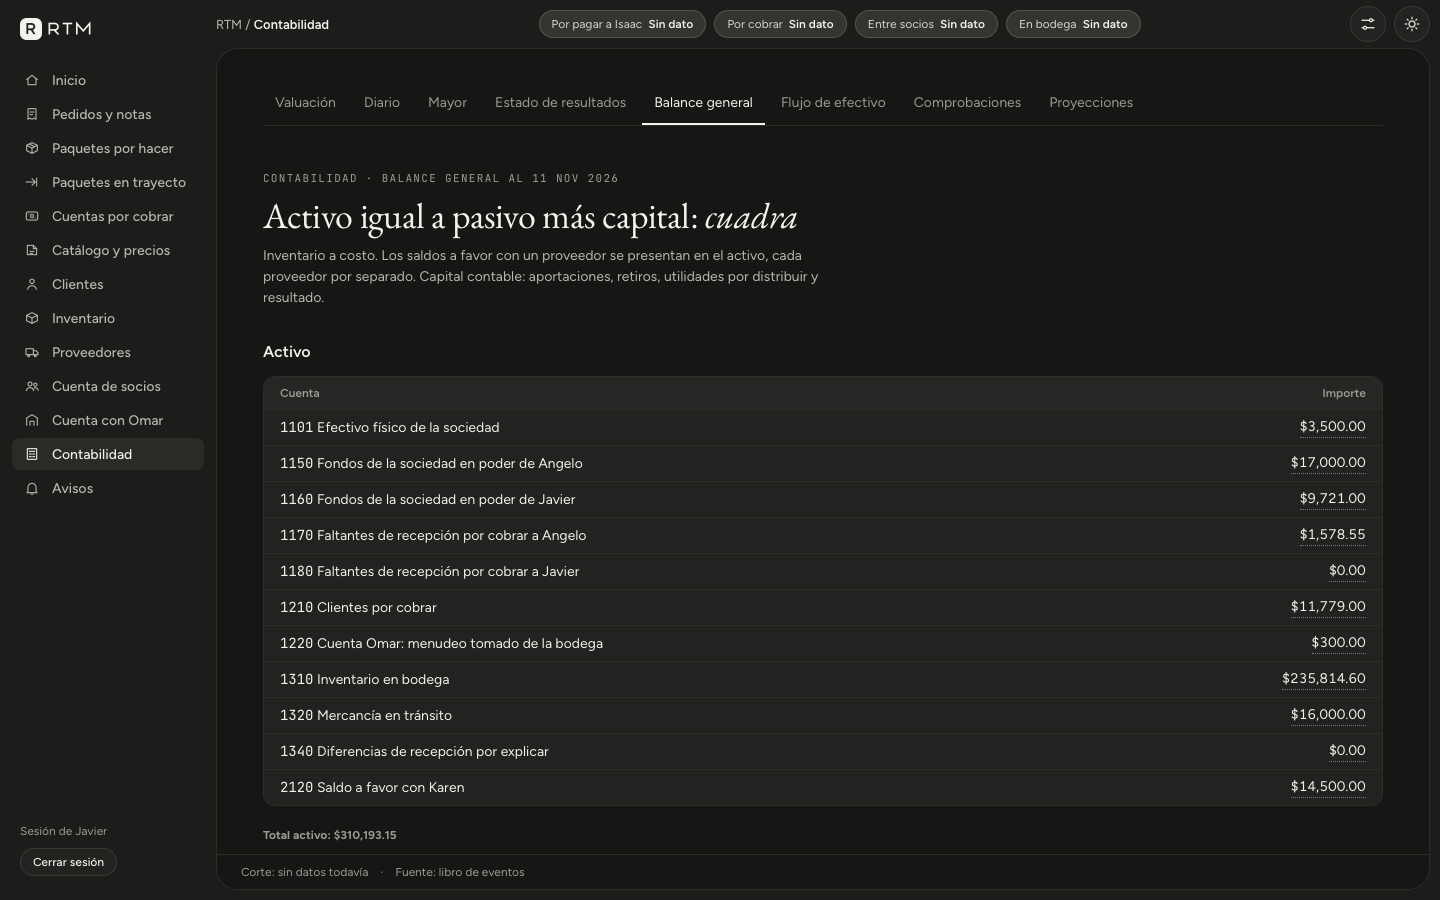 R RTM
RTM / Contabilidad
Por pagar a Isaac Sin dato
Por cobrar Sin dato
Entre socios Sin dato
En bodega Sin dato
Inicio
Pedidos y notas
Paquetes por hacer
Paquetes en trayecto
Cuentas por cobrar
Catálogo y precios
Clientes
Inventario
Proveedores
Cuenta de socios
Cuenta con Omar
Contabilidad
Avisos
Sesión de Javier
Cerrar sesión
Valuación
Diario
Mayor
Estado de resultados
Balance general
Flujo de efectivo
Comprobaciones
Proyecciones
CONTABILIDAD · BALANCE GENERAL AL 11 NOV 2026
Activo igual a pasivo más capital: cuadra
Inventario a costo. Los saldos a favor con un proveedor se presentan en el activo, cada
proveedor por separado. Capital contable: aportaciones, retiros, utilidades por distribuir y
resultado.
Activo
Cuenta Importe
1101 Efectivo físico de la sociedad $3,500.00
1150 Fondos de la sociedad en poder de Angelo $17,000.00
1160 Fondos de la sociedad en poder de Javier $9,721.00
1170 Faltantes de recepción por cobrar a Angelo $1,578.55
1180 Faltantes de recepción por cobrar a Javier $0.00
1210 Clientes por cobrar $11,779.00
1220 Cuenta Omar: menudeo tomado de la bodega $300.00
1310 Inventario en bodega $235,814.60
1320 Mercancía en tránsito $16,000.00
1340 Diferencias de recepción por explicar $0.00
2120 Saldo a favor con Karen $14,500.00
Total activo: $310,193.15
Corte: sin datos todavía · Fuente: libro de eventos